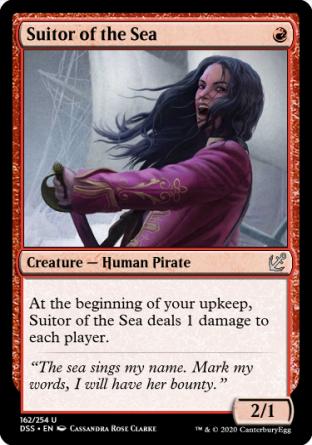 Suitor of the Sea
Creature — Human Pirate
At the beginning of your upkeep,
Suitor of the Sea deals 1 damage to
each player.
“The sea sings my name. Mark my
words, I will have her bounty.”
2/1
162/254 U
DSS • EN Cassandra Rose Clarke
™ & © 2020 CanterburyEgg